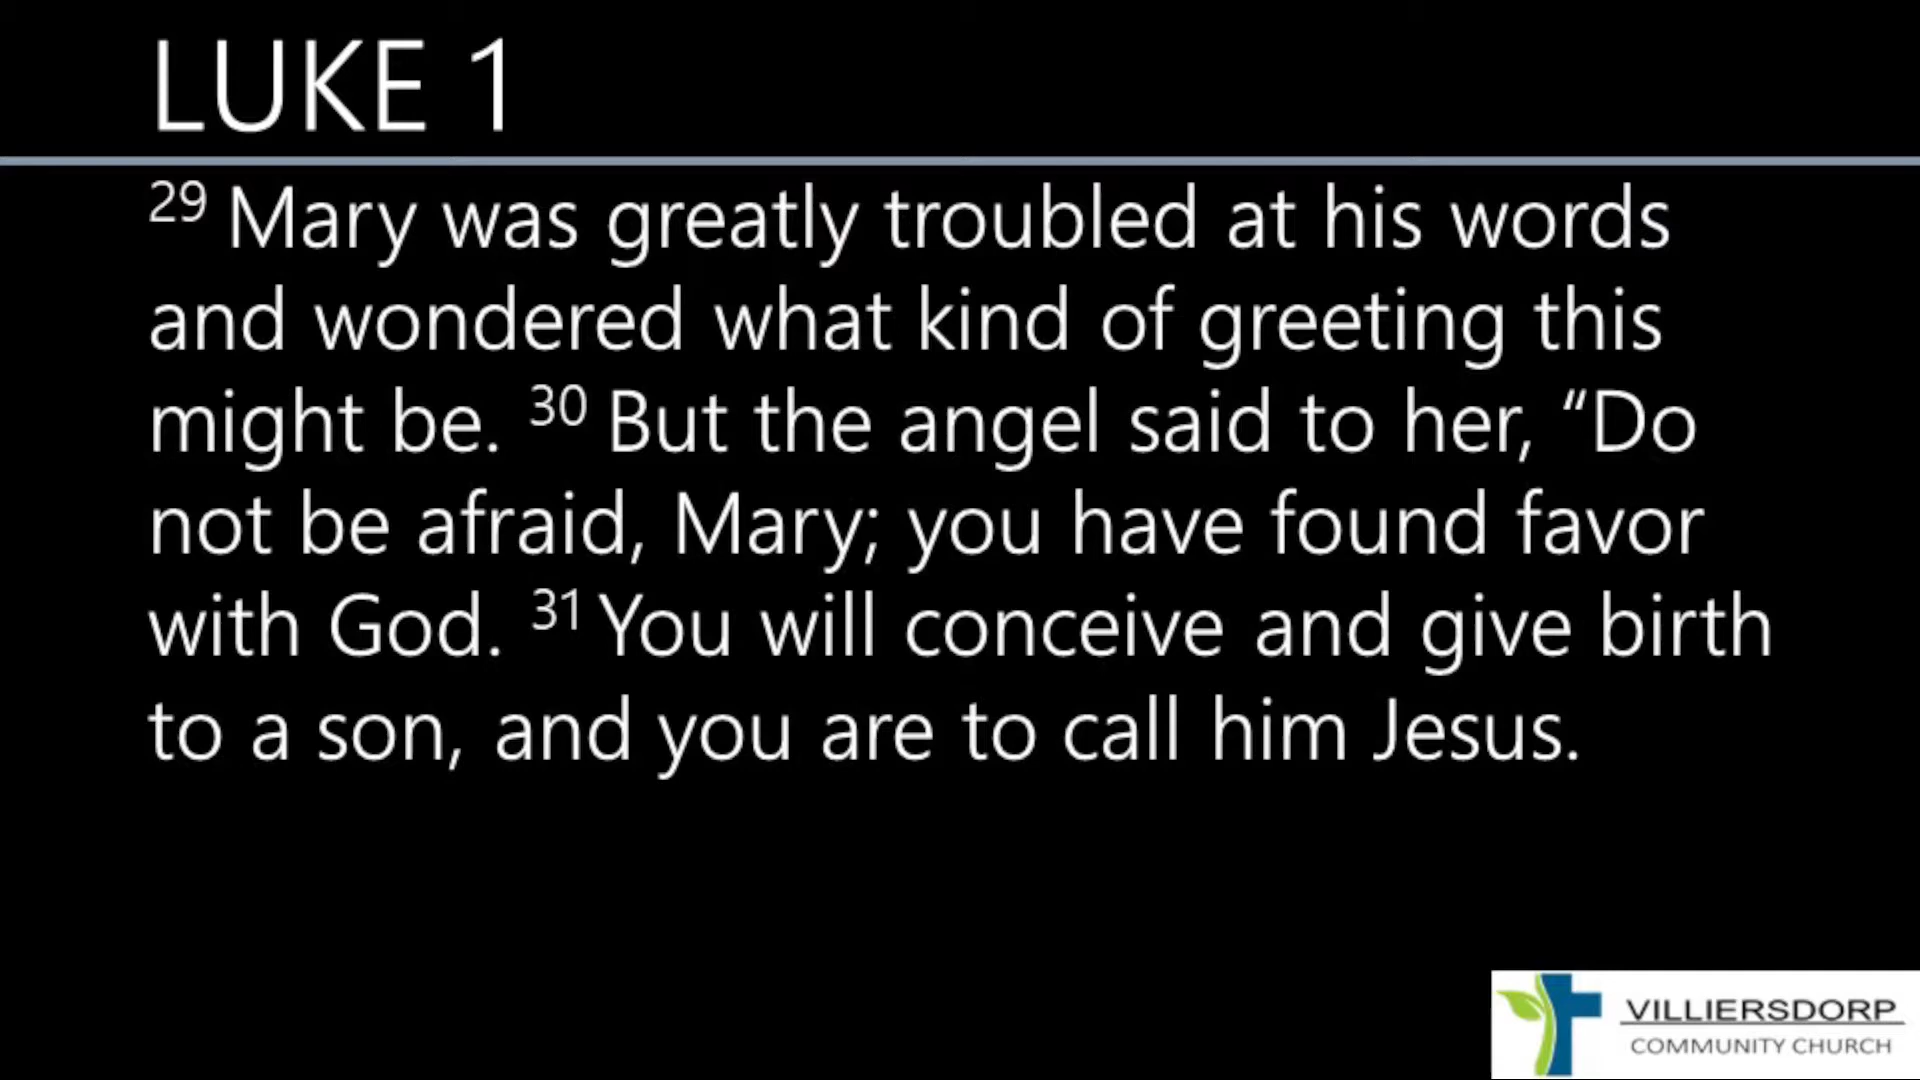 LUKE 1
29 Mary was greatly troubled at his words
and wondered what kind of greeting this
might be. 30 But the angel said to her, “Do
not be afraid, Mary; you have found favor
with God. 31 You will conceive and give birth
to a son, and you are to call him Jesus.
VILLIERSDORP
COMMUNITY CHURCH